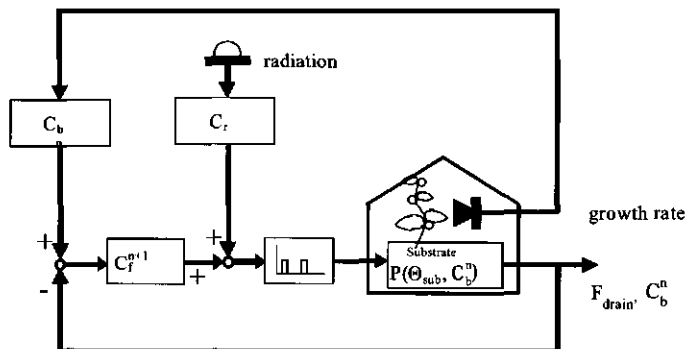 radiation
C_b n
C_r
growth rate
+
+
C_f^{n+1}
+
Substrate
P(Θ_sub, C_b^n)
-
F_drain, C_b^n